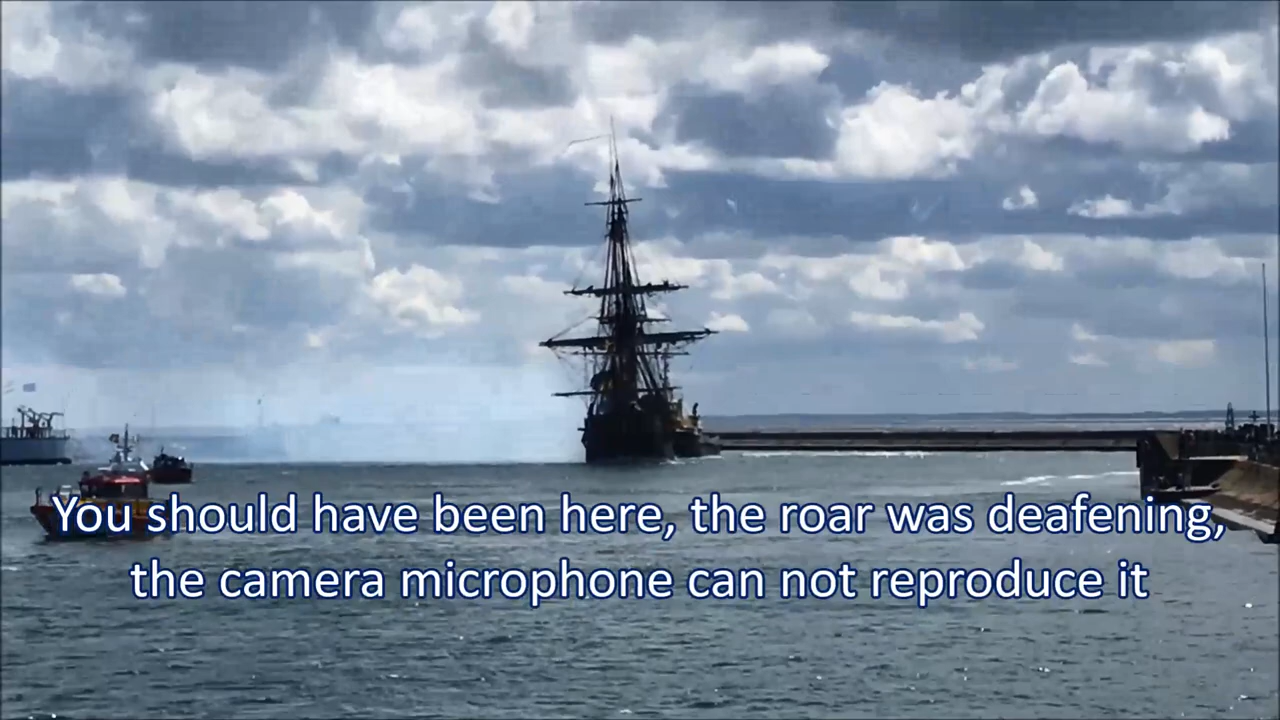 You should have been here, the roar was deafening,
the camera microphone can not reproduce it